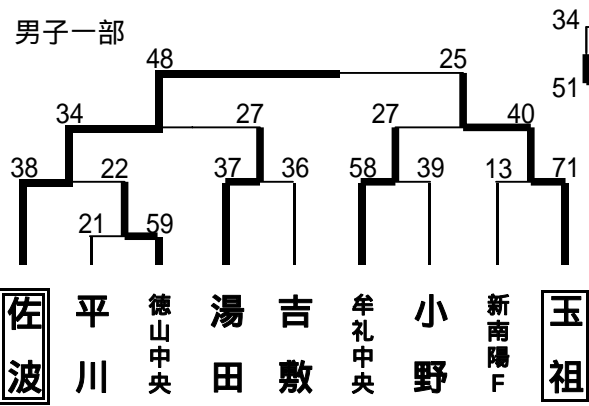 男子一部
34
51
48 25
34 27 27 40
38 22 37 36 58 39 13 71
21 59
佐波
平川
徳山中央
湯田
吉敷
牟礼中央
小野
新南陽F
玉祖